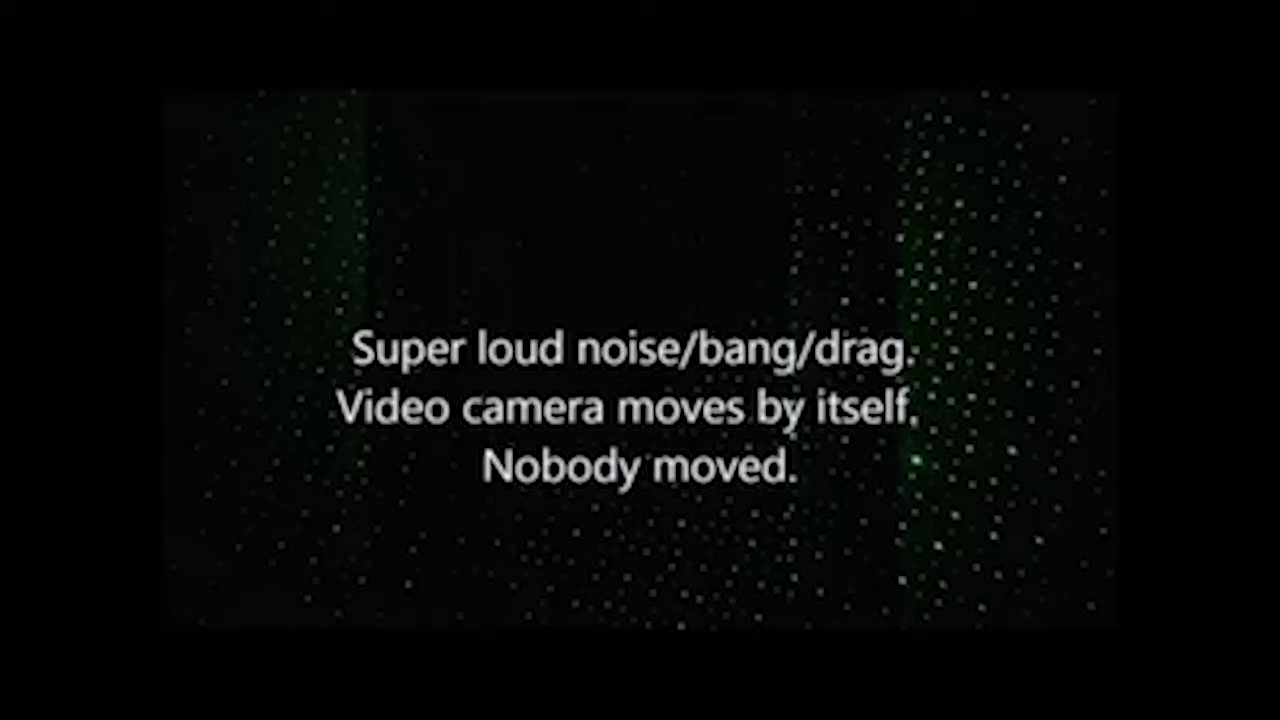 Super loud noise/bang/drag.
Video camera moves by itself.
Nobody moved.